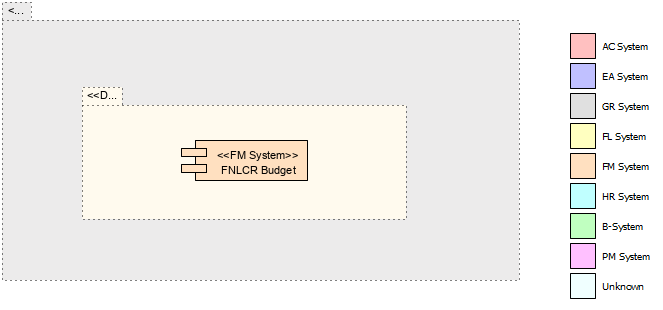 <...
<<D...
<<FM System>>
FNLCR Budget
AC System
EA System
GR System
FL System
FM System
HR System
B-System
PM System
Unknown